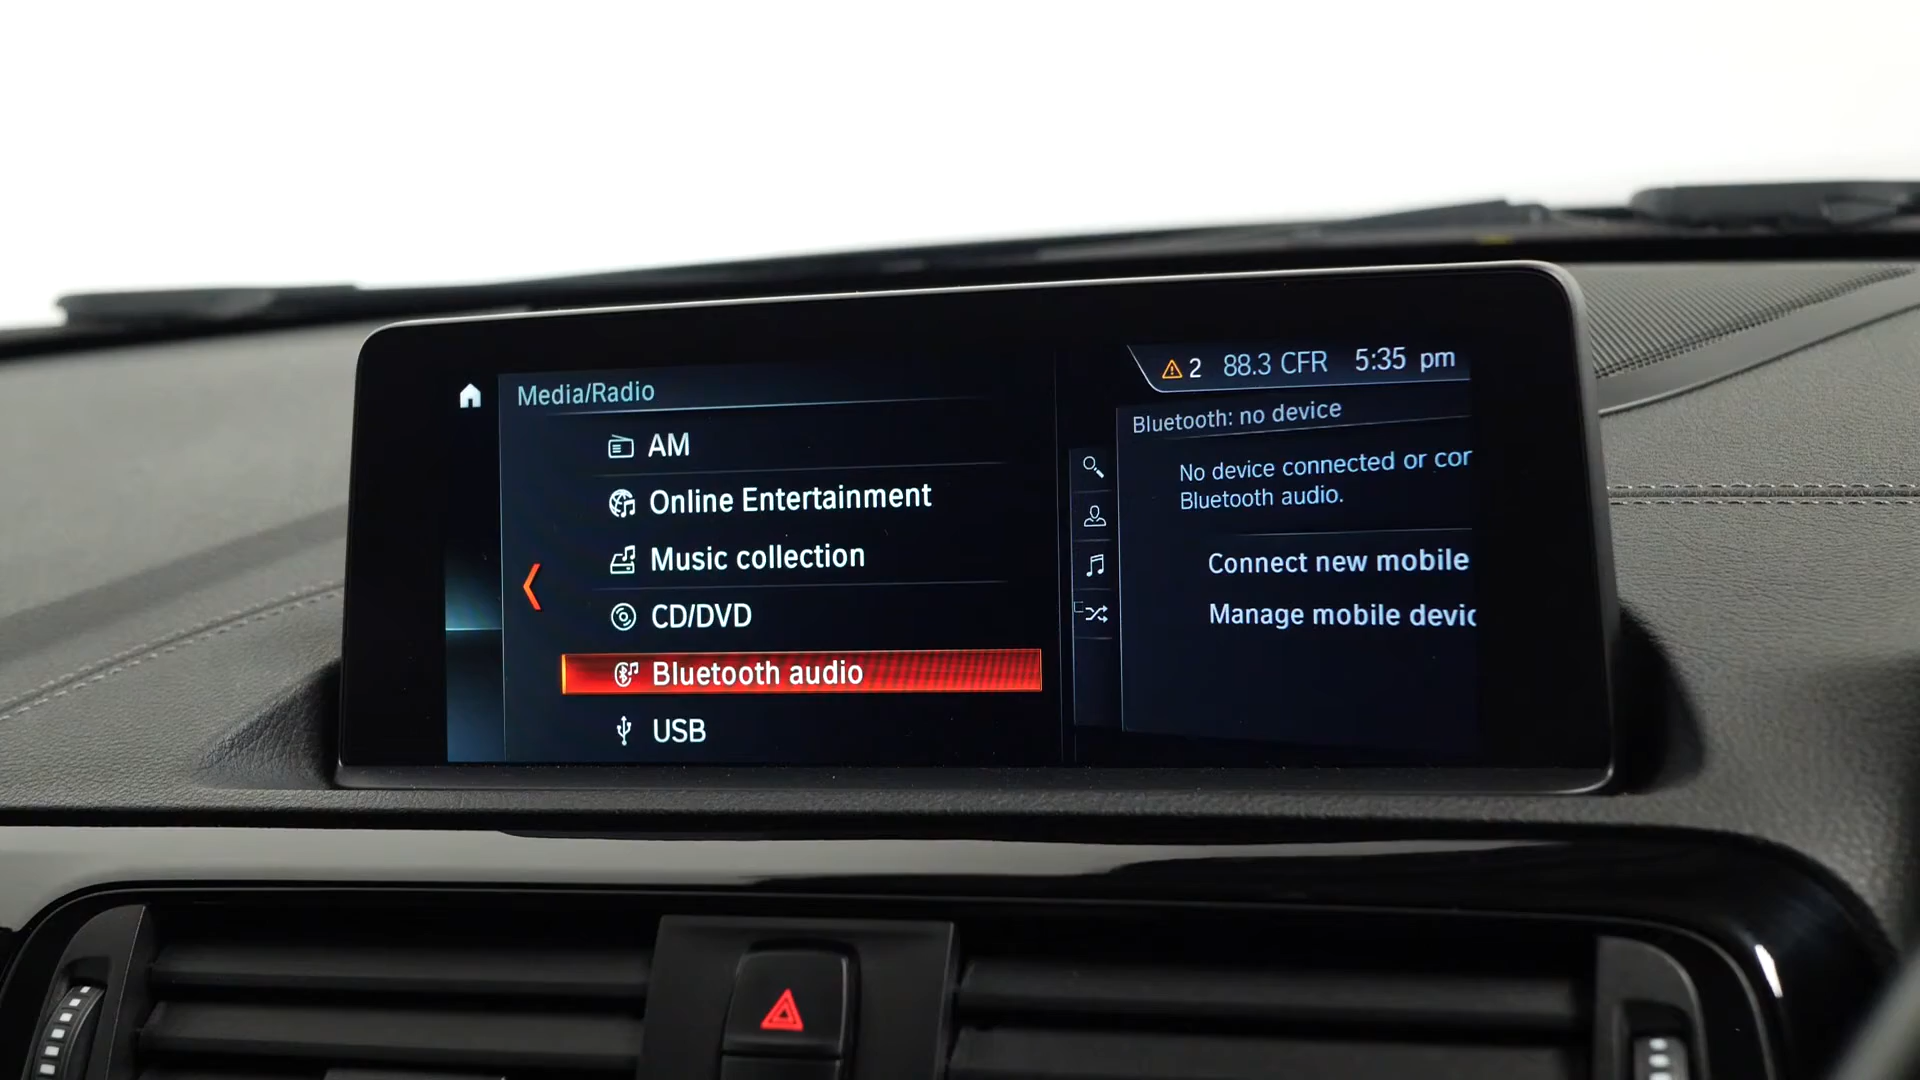 Media/Radio
AM
Online Entertainment
Music collection
CD/DVD
Bluetooth audio
USB
2 88.3 CFR 5:35 pm
Bluetooth: no device
No device connected or cor
Bluetooth audio.
Connect new mobile
Manage mobile devic